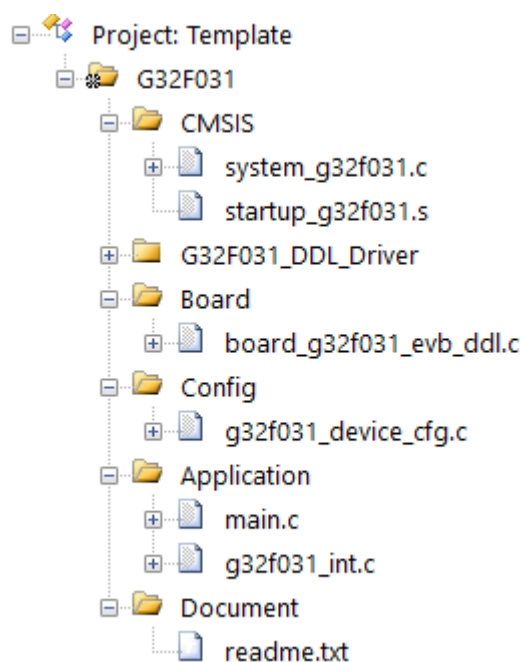 Project: Template
G32F031
CMSIS
system_g32f031.c
startup_g32f031.s
G32F031_DDL_Driver
Board
board_g32f031_evb_ddl.c
Config
g32f031_device_cfg.c
Application
main.c
g32f031_int.c
Document
readme.txt